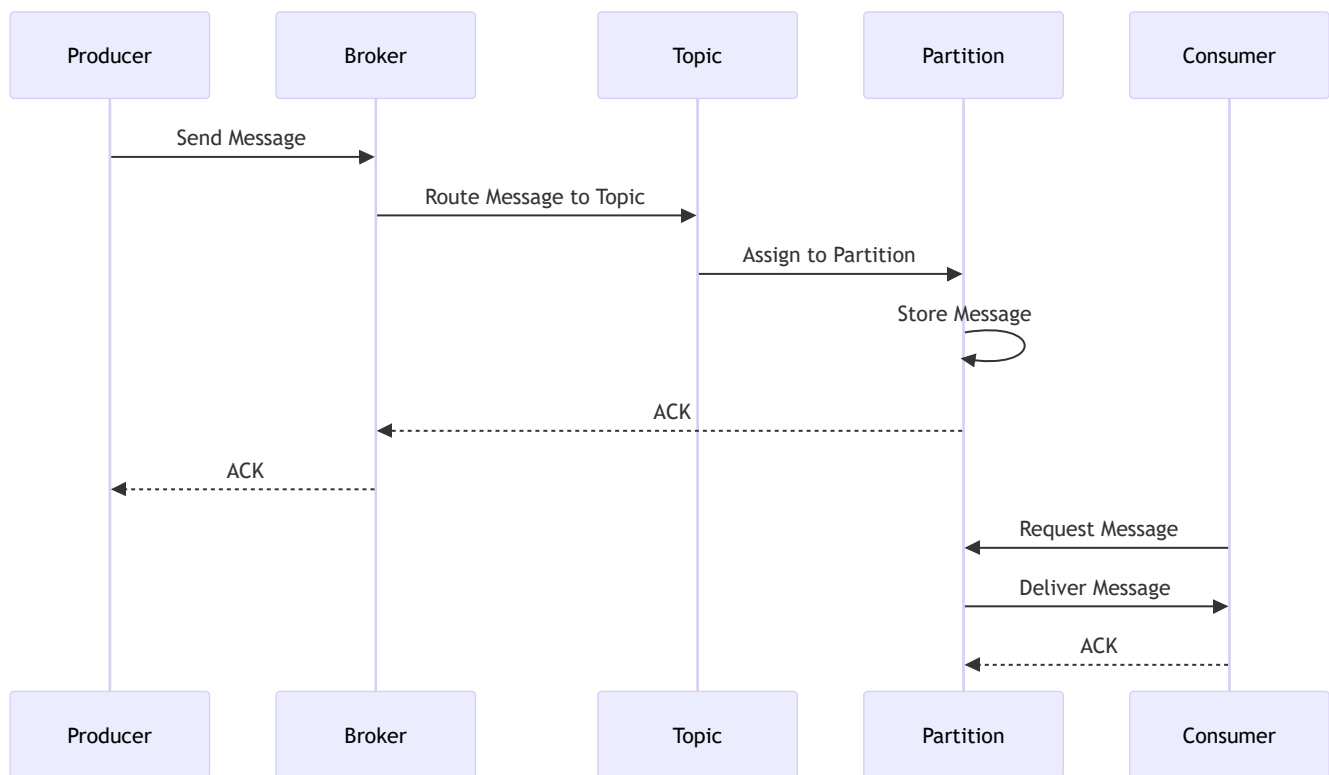 Producer
Broker
Topic
Partition
Consumer
Send Message
Route Message to Topic
Assign to Partition
Store Message
ACK
ACK
Request Message
Deliver Message
ACK
Producer
Broker
Topic
Partition
Consumer